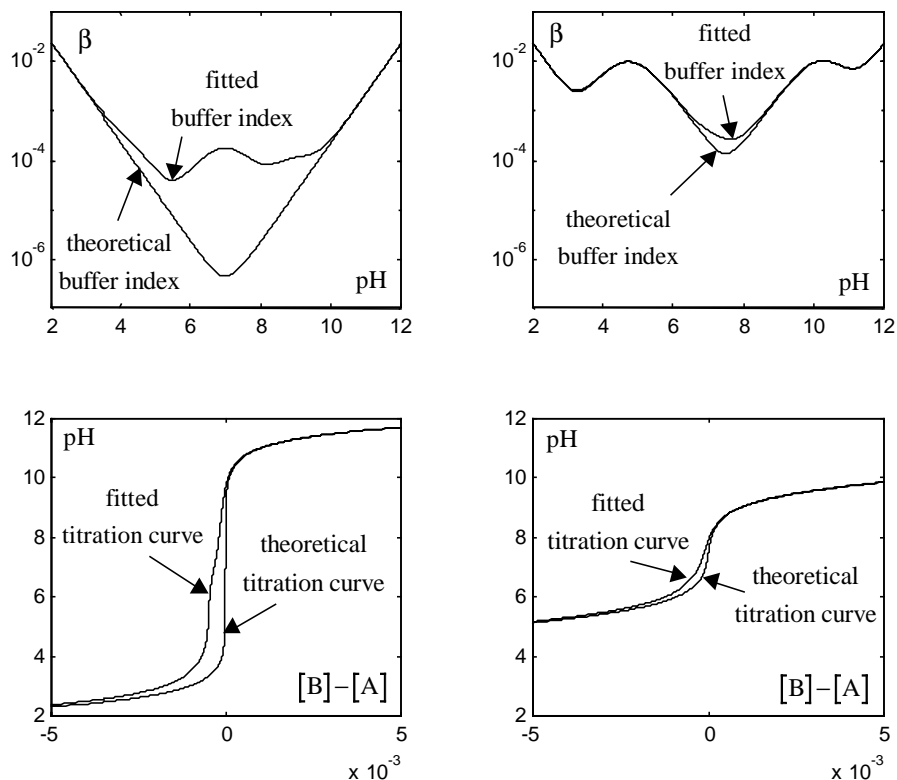 β
fitted
buffer index
theoretical
buffer index
pH
10^-2
10^-4
10^-6
2 4 6 8 10 12
β
fitted
buffer index
theoretical
buffer index
pH
10^-2
10^-4
10^-6
2 4 6 8 10 12
pH
fitted
titration curve
theoretical
titration curve
[B]−[A]
12
10
8
6
4
2
-5 0 5
x 10^-3
pH
fitted
titration curve
theoretical
titration curve
[B]−[A]
12
10
8
6
4
2
-5 0 5
x 10^-3